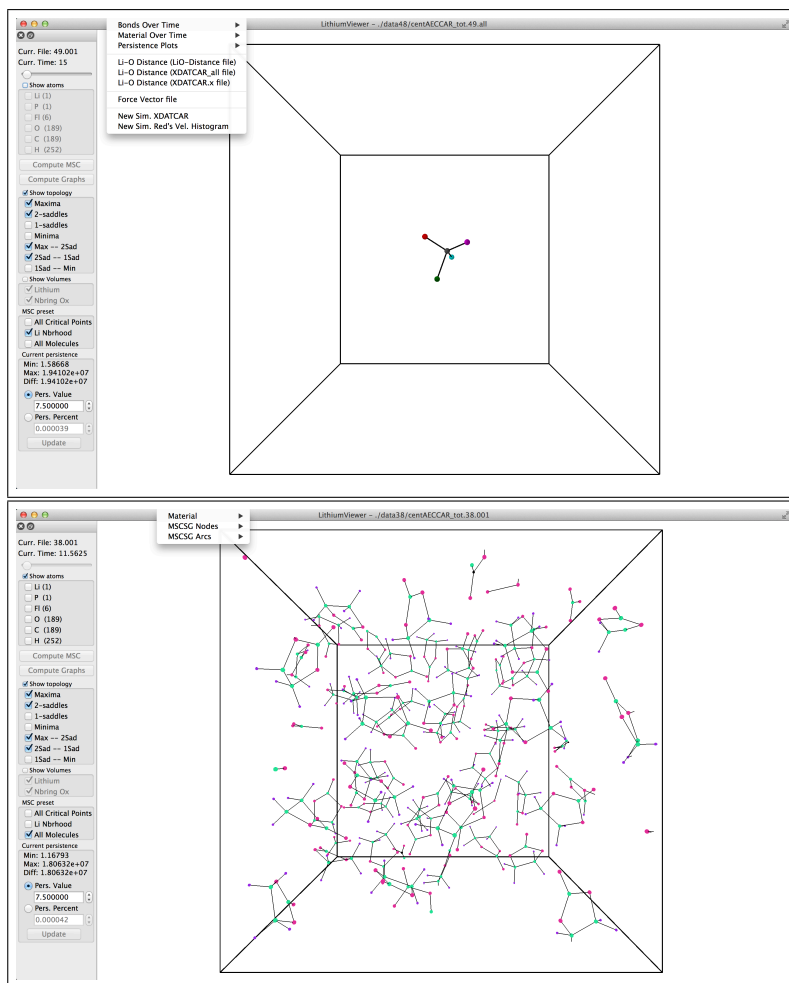 LithiumViewer - ./data48/centAECCAR_tot.49.all
Bonds Over Time
Material Over Time
Persistence Plots
Li-O Distance (LiO-Distance file)
Li-O Distance (XDATCAR_all file)
Li-O Distance (XDATCAR.x file)
Force Vector file
New Sim. XDATCAR
New Sim. Red's Vel. Histogram
Curr. File: 49.001
Curr. Time: 15
Show atoms
Li (1)
P (1)
Fl (6)
O (189)
C (189)
H (252)
Compute MSC
Compute Graphs
Show topology
Maxima
2-saddles
1-saddles
Minima
Max -- 2Sad
2Sad -- 1Sad
1Sad -- Min
Show Volumes
Lithium
Nbring Ox
MSC preset
All Critical Points
Li Nbrhood
All Molecules
Current persistence
Min: 1.58668
Max: 1.94102e+07
Diff: 1.94102e+07
Pers. Value
7.500000
Pers. Percent
0.000039
Update
LithiumViewer - ./data38/centAECCAR_tot.38.001
Material
MSCSG Nodes
MSCSG Arcs
Curr. File: 38.001
Curr. Time: 11.5625
Show atoms
Li (1)
P (1)
Fl (6)
O (189)
C (189)
H (252)
Compute MSC
Compute Graphs
Show topology
Maxima
2-saddles
1-saddles
Minima
Max -- 2Sad
2Sad -- 1Sad
1Sad -- Min
Show Volumes
Lithium
Nbring Ox
MSC preset
All Critical Points
Li Nbrhood
All Molecules
Current persistence
Min: 1.16793
Max: 1.80632e+07
Diff: 1.80632e+07
Pers. Value
7.500000
Pers. Percent
0.000042
Update